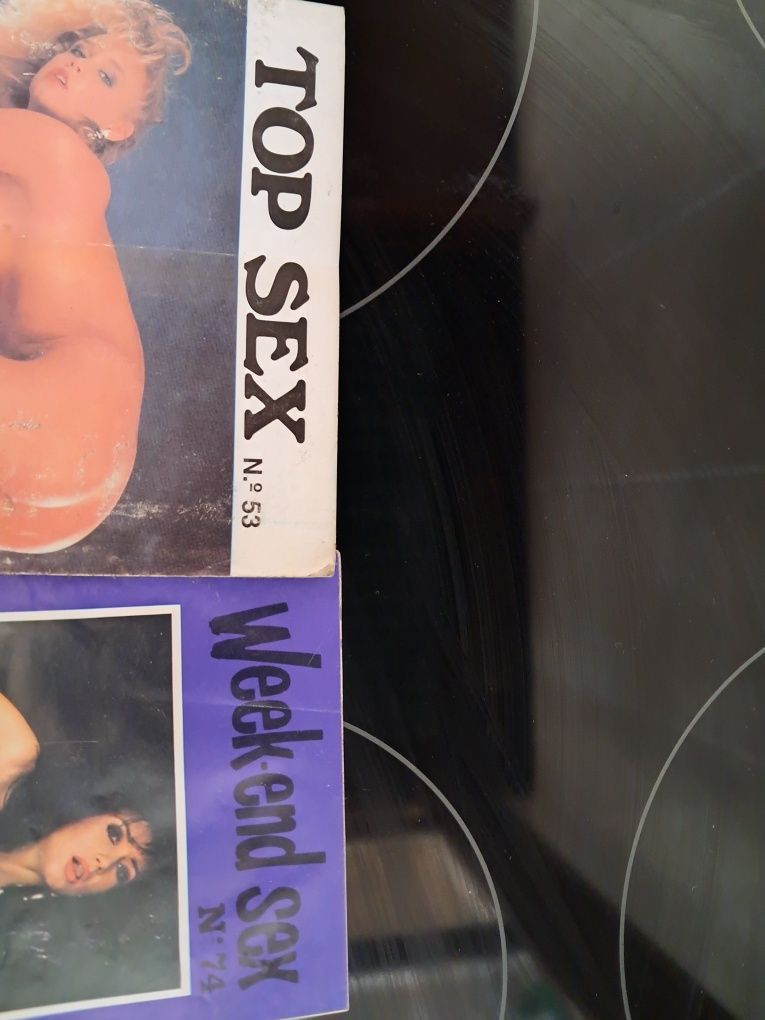 TOP SEX
N.º 53
Week-end sex
N.º 74